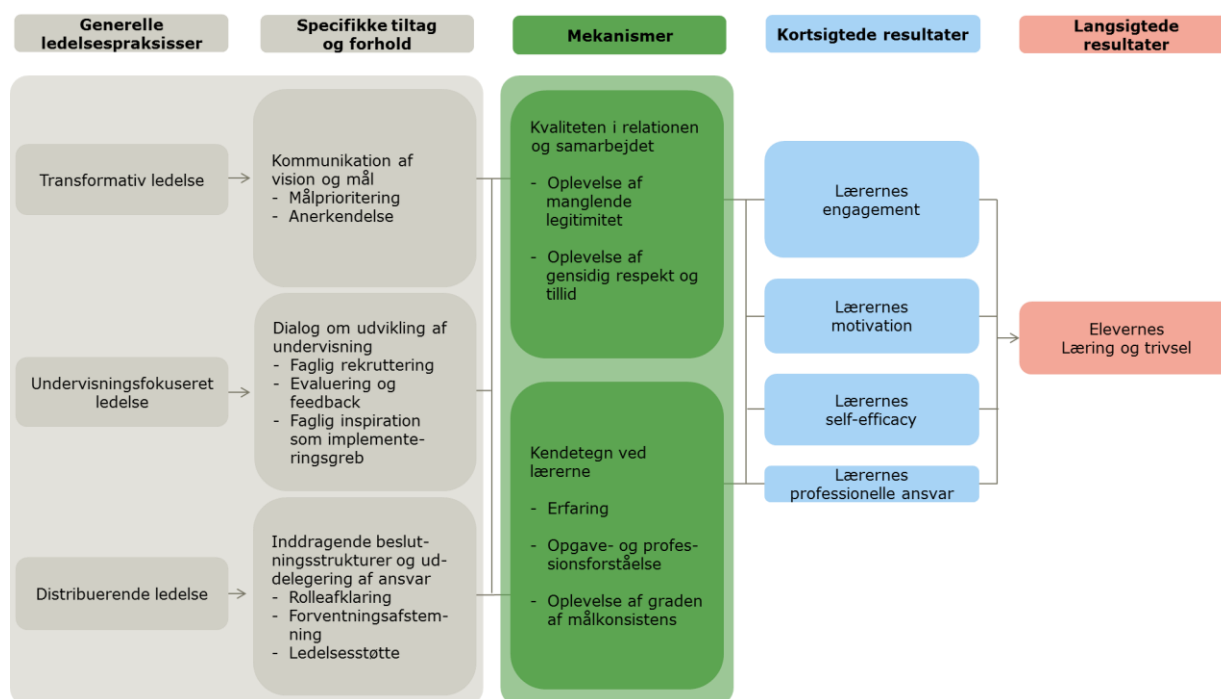 Generelle
ledelsespraksisser
Specifikke tiltag
og forhold
Mekanismer
Kortsigtede resultater
Langsigtede
resultater
Transformativ ledelse
Kommunikation af
vision og mål
- Målprioritering
- Anerkendelse
Kvaliteten i relationen
og samarbejdet
- Oplevelse af
manglende
legitimitet
- Oplevelse af
gensidig respekt og
tillid
Lærernes
engagement
Undervisningsfokuseret
ledelse
Dialog om udvikling af
undervisning
- Faglig rekruttering
- Evaluering og
feedback
- Faglig inspiration
som implemente-
ringsgreb
Lærernes
motivation
Elevernes
Læring og trivsel
Lærernes
self-efficacy
Kendetegn ved
lærerne
- Erfaring
- Opgave- og profes-
sionsforståelse
- Oplevelse af graden
af målkonsistens
Lærernes
professionelle ansvar
Distribuerende ledelse
Inddragende beslut-
ningsstrukturer og ud-
delegering af ansvar
- Rolleafklaring
- Forventningsafstem-
ning
- Ledelsesstøtte